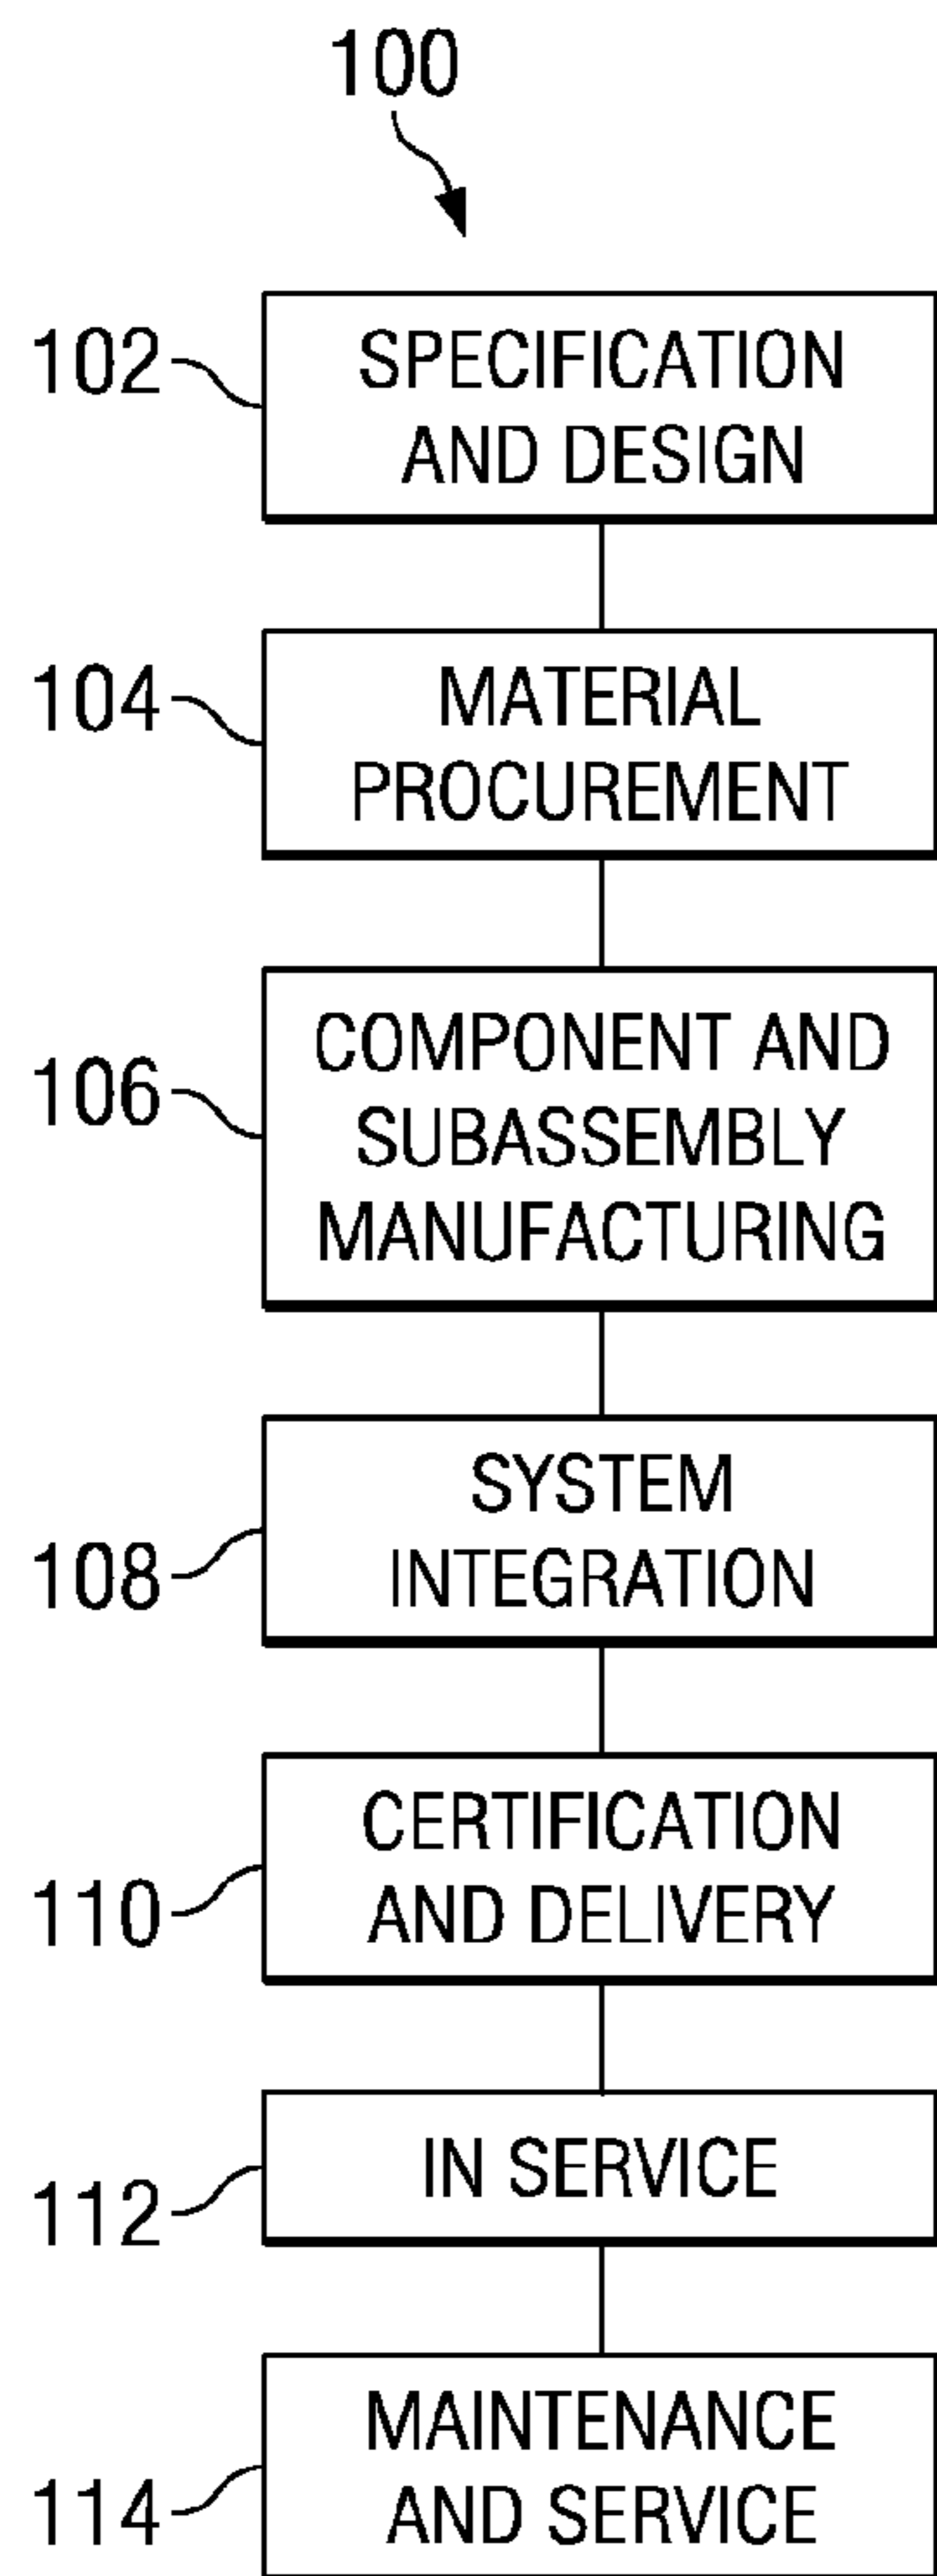 100
102
SPECIFICATION
AND DESIGN
104
MATERIAL
PROCUREMENT
106
COMPONENT AND
SUBASSEMBLY
MANUFACTURING
108
SYSTEM
INTEGRATION
110
CERTIFICATION
AND DELIVERY
112
IN SERVICE
114
MAINTENANCE
AND SERVICE